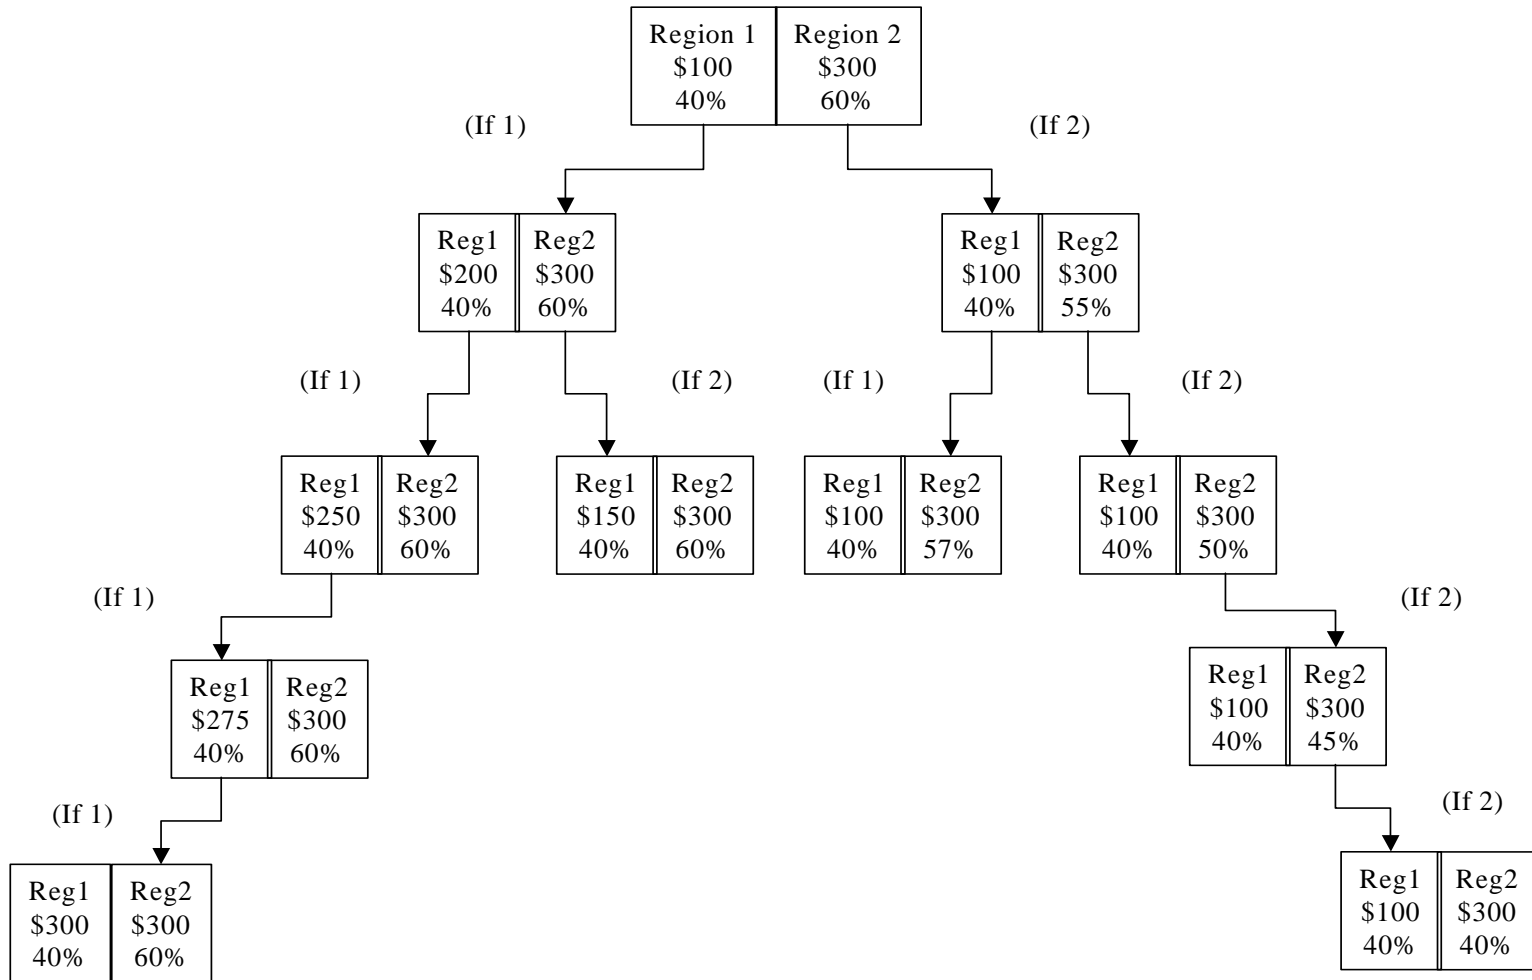 Region 1
$100
40%
Region 2
$300
60%
(If 1)
(If 2)
Reg1
$200
40%
Reg2
$300
60%
Reg1
$100
40%
Reg2
$300
55%
(If 1)
(If 2)
(If 1)
(If 2)
Reg1
$250
40%
Reg2
$300
60%
Reg1
$150
40%
Reg2
$300
60%
Reg1
$100
40%
Reg2
$300
57%
Reg1
$100
40%
Reg2
$300
50%
(If 1)
(If 2)
Reg1
$275
40%
Reg2
$300
60%
Reg1
$100
40%
Reg2
$300
45%
(If 1)
(If 2)
Reg1
$300
40%
Reg2
$300
60%
Reg1
$100
40%
Reg2
$300
40%